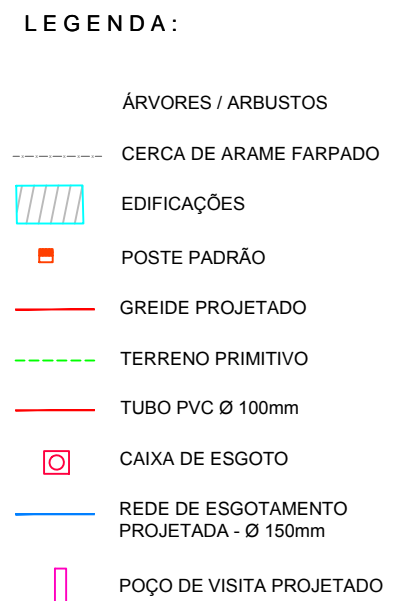 LEGENDA:
ÁRVORES / ARBUSTOS
CERCA DE ARAME FARPADO
EDIFICAÇÕES
POSTE PADRÃO
GREIDE PROJETADO
TERRENO PRIMITIVO
TUBO PVC Ø 100mm
CAIXA DE ESGOTO
REDE DE ESGOTAMENTO
PROJETADA - Ø 150mm
POÇO DE VISITA PROJETADO